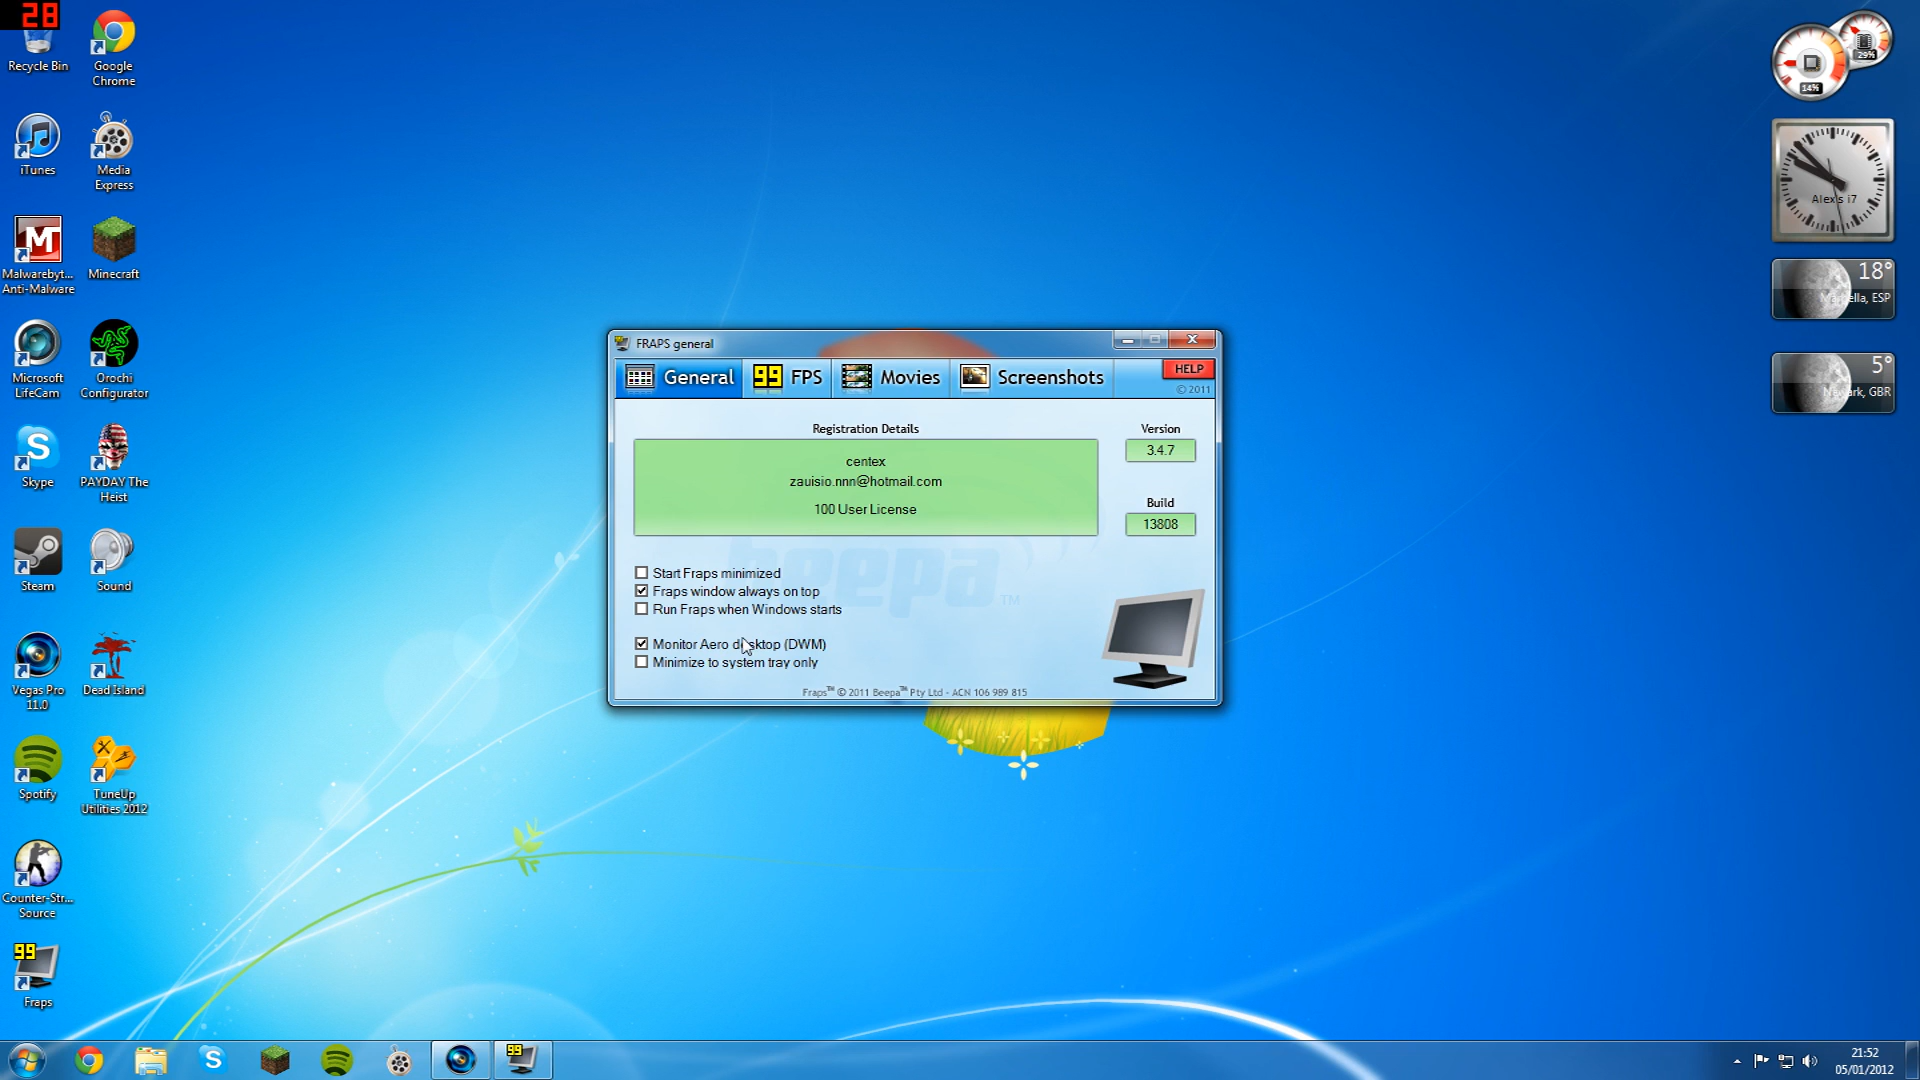 28
Recycle Bin
Google
Chrome
iTunes
Media
Express
Malwarebyt...
Anti-Malware
Minecraft
Microsoft
LifeCam
Orochi
Configurator
Skype
PAYDAY The
Heist
Steam
Sound
Vegas Pro
11.0
Dead Island
Spotify
TuneUp
Utilities 2012
Counter-Str...
Source
99
Fraps
FRAPS general
General
99 FPS
Movies
Screenshots
HELP
© 2011
Registration Details
centex
zauisio.nnn@hotmail.com
100 User License
Version
3.4.7
Build
13808
beepa™
Start Fraps minimized
Fraps window always on top
Run Fraps when Windows starts
Monitor Aero desktop (DWM)
Minimize to system tray only
Fraps™ © 2011 Beepa™ Pty Ltd - ACN 106 989 815
29%
14%
Alex's i7
18°
Marbella, ESP
5°
Newark, GBR
99
21:52
05/01/2012